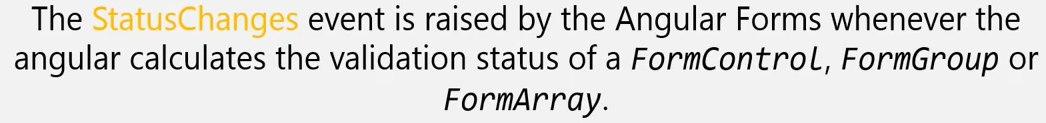 The StatusChanges event is raised by the Angular Forms whenever the
angular calculates the validation status of a FormControl, FormGroup or
FormArray.